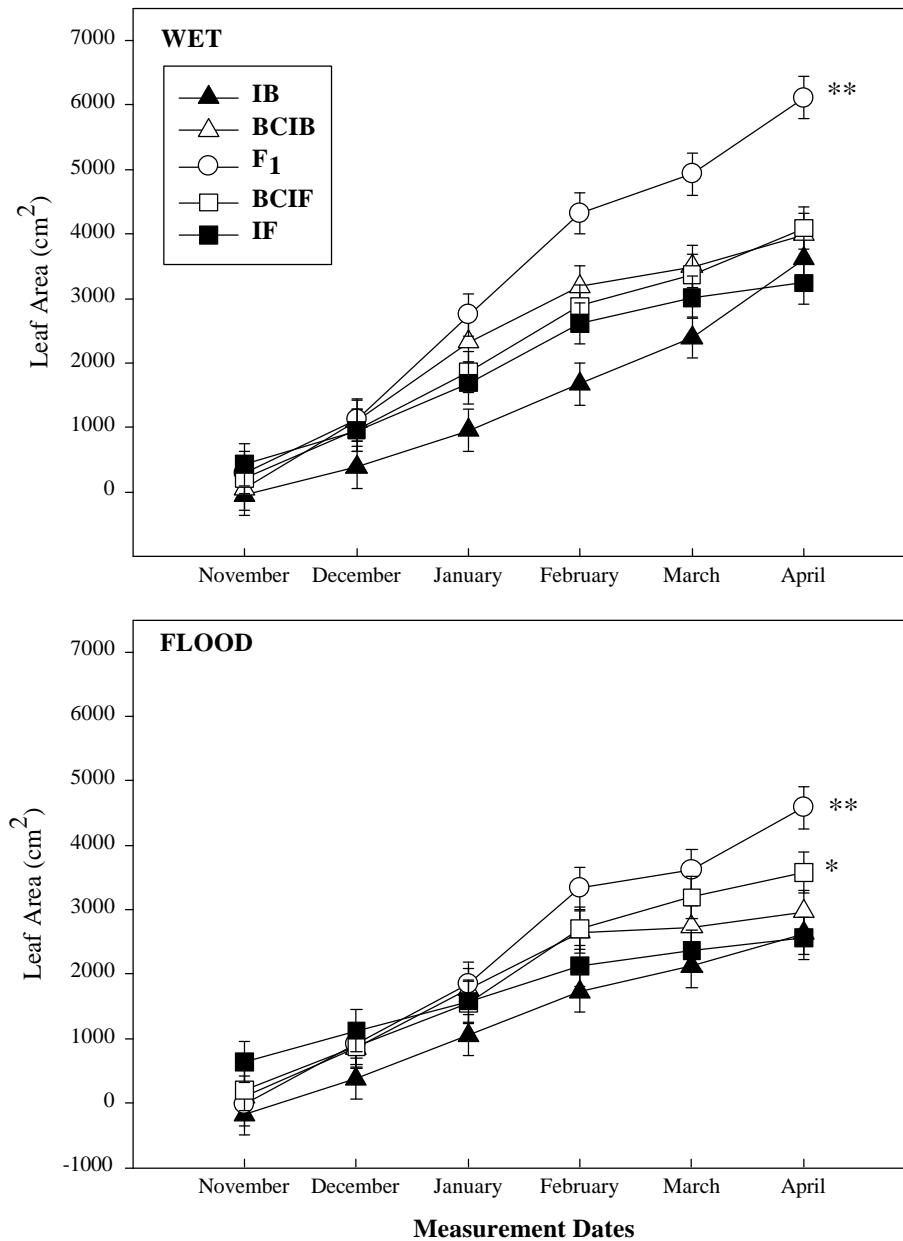 WET
IB
BCIB
F1
BCIF
IF
7000
6000
5000
4000
3000
2000
1000
0
Leaf Area (cm2)
**
November December January February March April
FLOOD
7000
6000
5000
4000
3000
2000
1000
0
-1000
Leaf Area (cm2)
**
*
November December January February March April
Measurement Dates